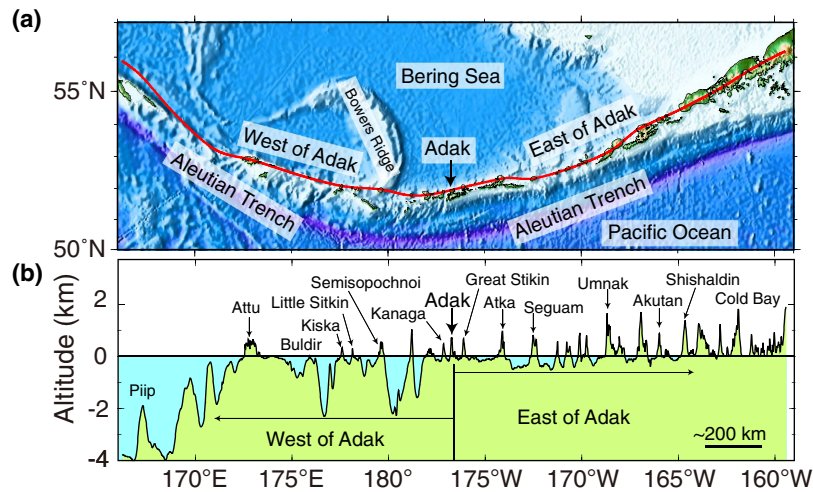 (a)
55°N
50°N
Bering Sea
Bowers Ridge
West of Adak
Adak
East of Adak
Aleutian Trench
Aleutian Trench
Pacific Ocean
(b)
Altitude (km)
2
0
-2
-4
Piip
Attu
Buldir
Little Sitkin
Kiska
Semisopochnoi
Kanaga
Adak
Great Stikin
Atka
Seguam
Umnak
Akutan
Shishaldin
Cold Bay
West of Adak
East of Adak
~200 km
170°E 175°E 180° 175°W 170°W 165°W 160°W